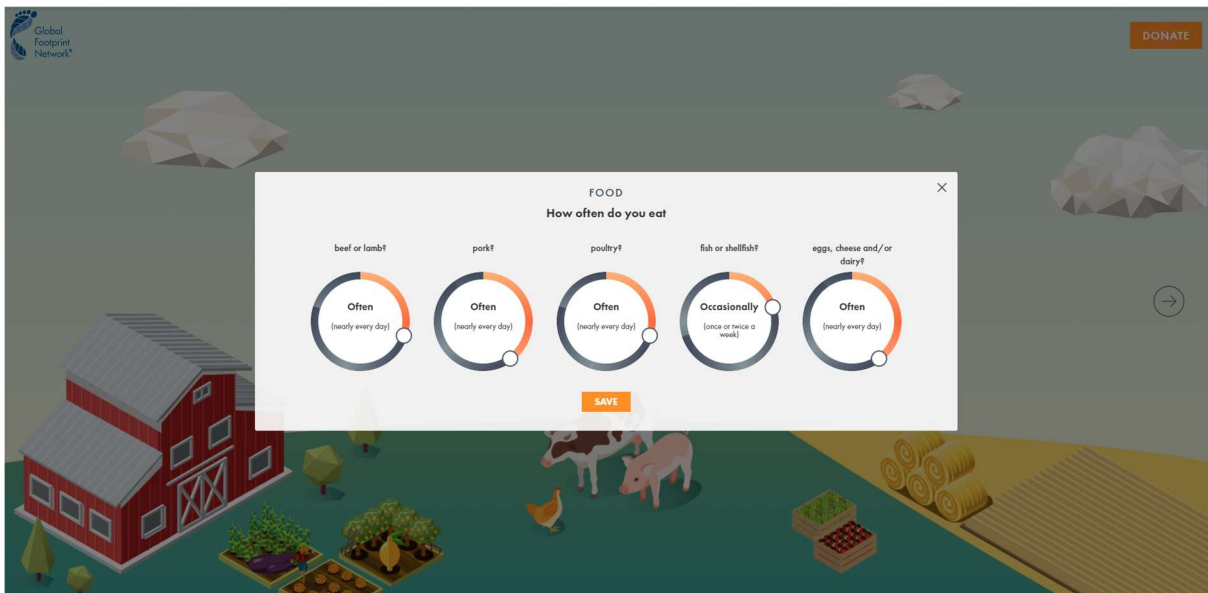 Global
Footprint
Network
DONATE
FOOD
How often do you eat
beef or lamb?
Often
(nearly every day)
pork?
Often
(nearly every day)
poultry?
Often
(nearly every day)
fish or shellfish?
Occasionally
(once or twice a
week)
eggs, cheese and/or
dairy?
Often
(nearly every day)
SAVE